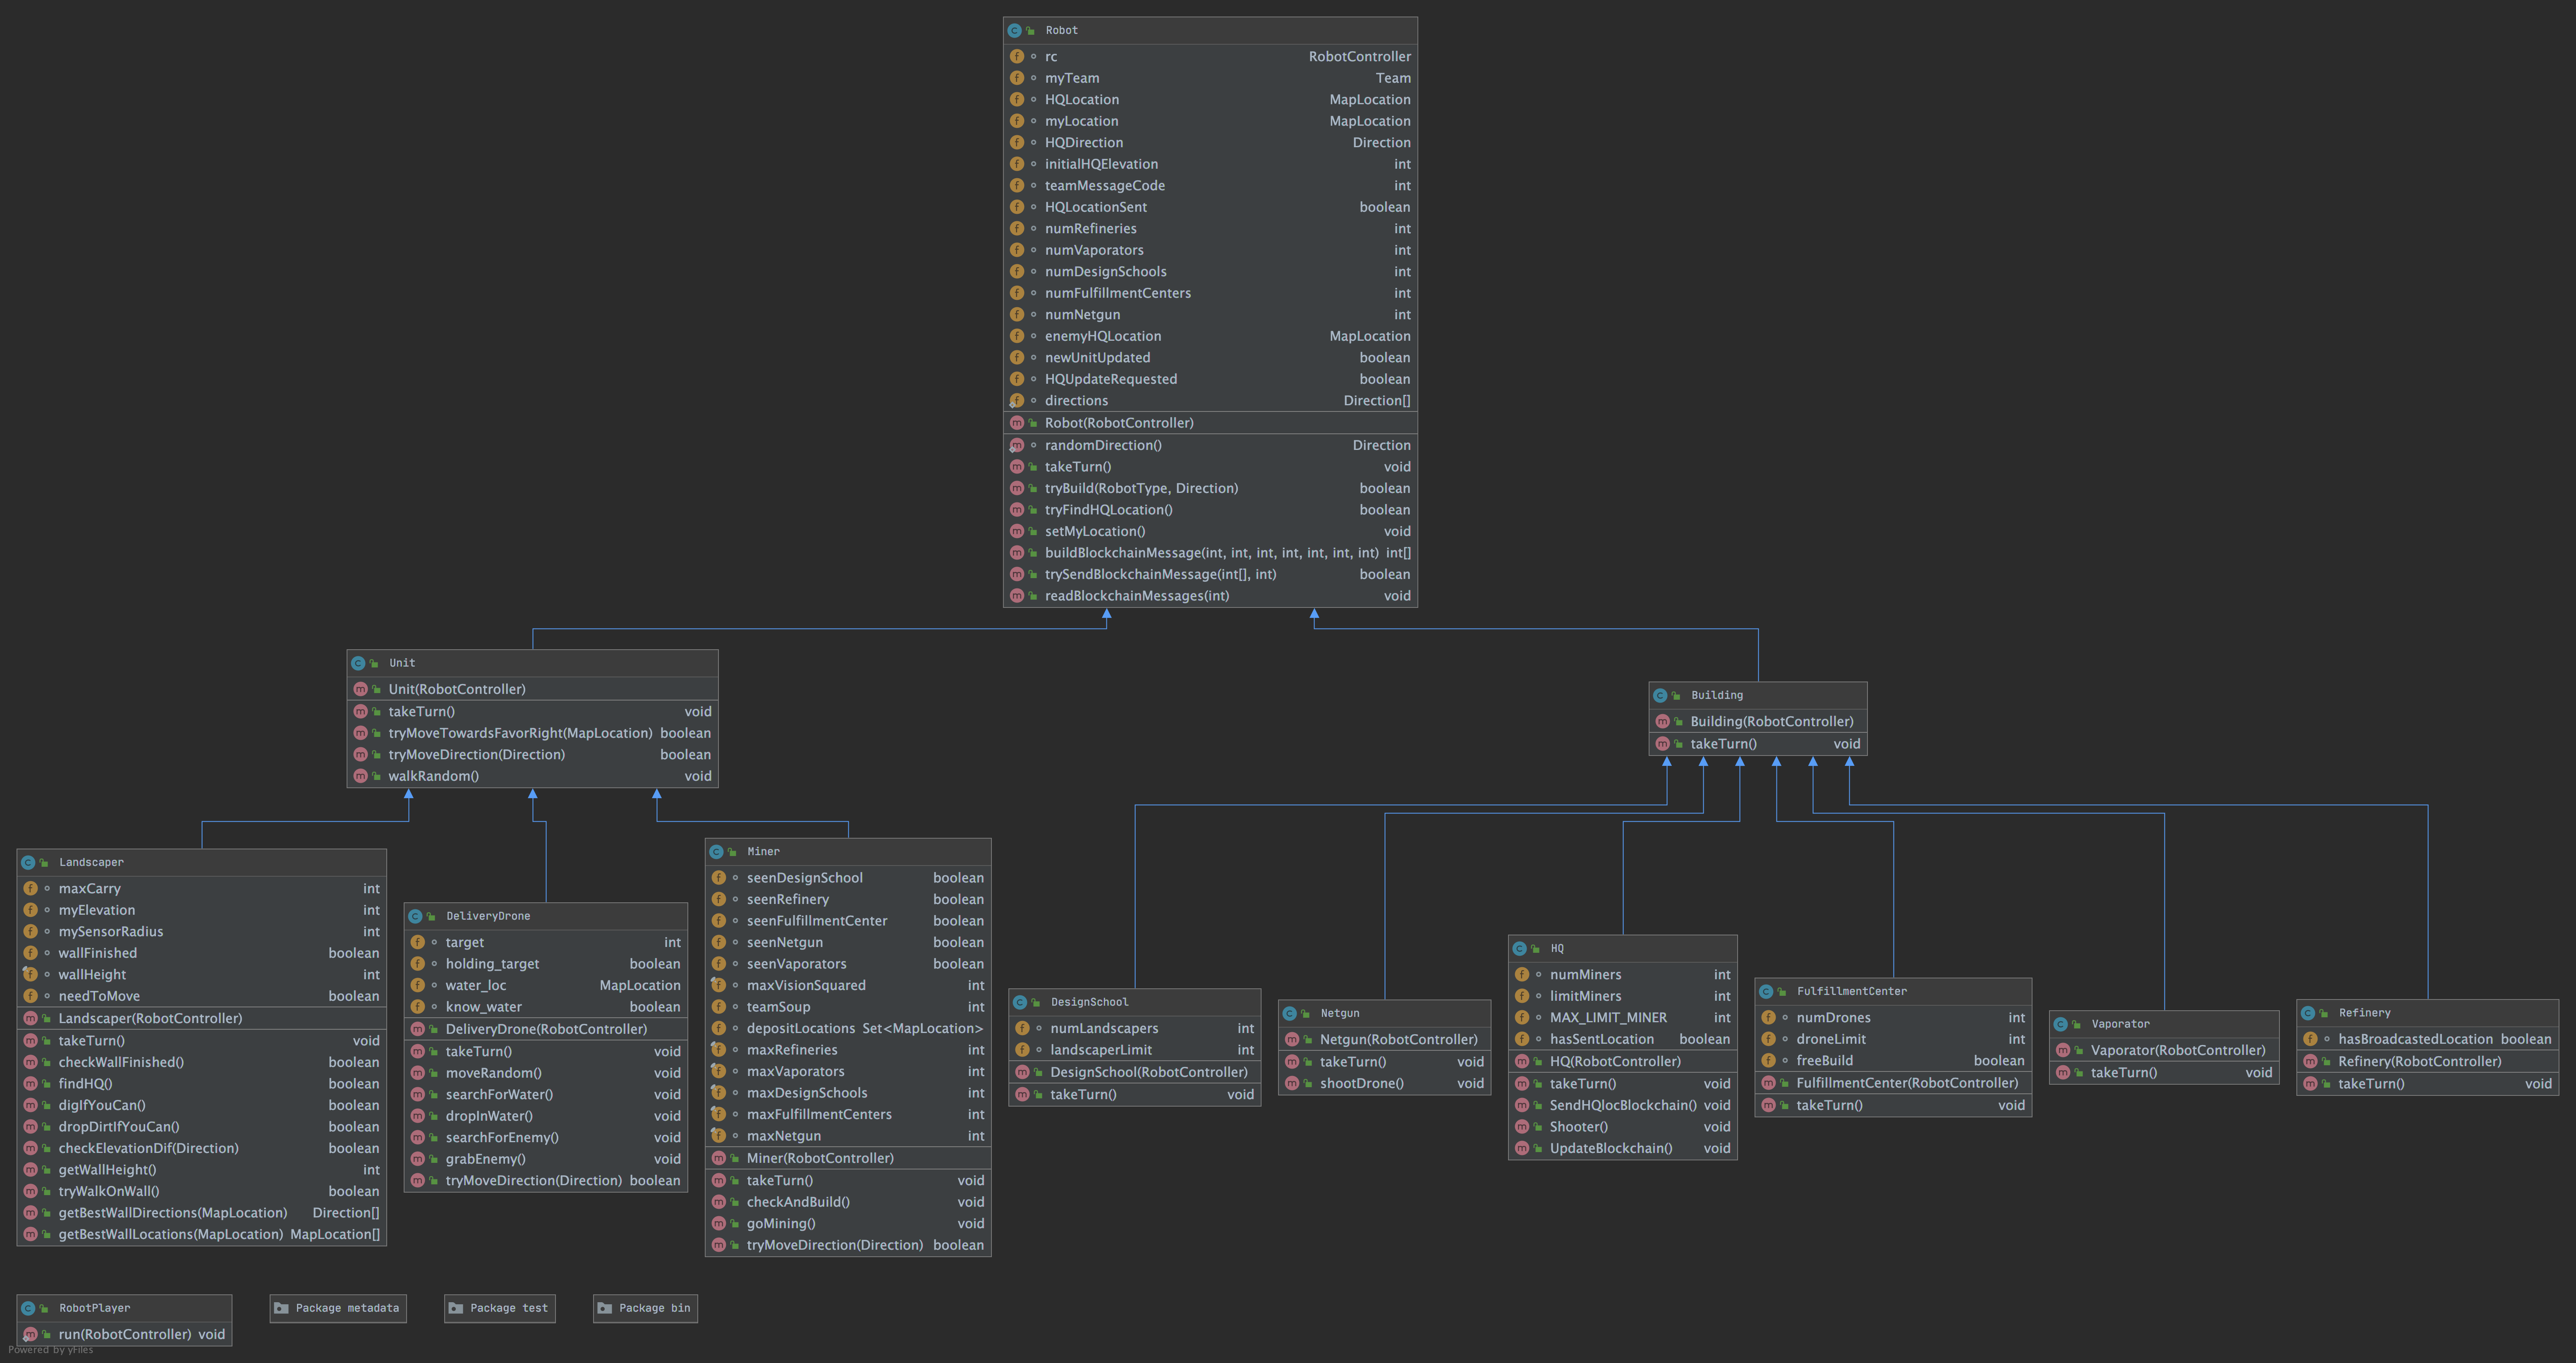 Robot
rc RobotController
myTeam Team
HQLocation MapLocation
myLocation MapLocation
HQDirection Direction
initialHQElevation int
teamMessageCode int
HQLocationSent boolean
numRefineries int
numVaporators int
numDesignSchools int
numFulfillmentCenters int
numNetgun int
enemyHQLocation MapLocation
newUnitUpdated boolean
HQUpdateRequested boolean
directions Direction[]
Robot(RobotController)
randomDirection() Direction
takeTurn() void
tryBuild(RobotType, Direction) boolean
tryFindHQLocation() boolean
setMyLocation() void
buildBlockchainMessage(int, int, int, int, int, int, int) int[]
trySendBlockchainMessage(int[], int) boolean
readBlockchainMessages(int) void
Unit
Unit(RobotController)
takeTurn() void
tryMoveTowardsFavorRight(MapLocation) boolean
tryMoveDirection(Direction) boolean
walkRandom() void
Building
Building(RobotController)
takeTurn() void
Landscaper
maxCarry int
myElevation int
mySensorRadius int
wallFinished boolean
wallHeight int
needToMove boolean
Landscaper(RobotController)
takeTurn() void
checkWallFinished() boolean
findHQ() boolean
digIfYouCan() boolean
dropDirtIfYouCan() boolean
checkElevationDif(Direction) boolean
getWallHeight() int
tryWalkOnWall() boolean
getBestWallDirections(MapLocation) Direction[]
getBestWallLocations(MapLocation) MapLocation[]
DeliveryDrone
target int
holding_target boolean
water_loc MapLocation
know_water boolean
DeliveryDrone(RobotController)
takeTurn() void
moveRandom() void
searchForWater() void
dropInWater() void
searchForEnemy() void
grabEnemy() void
tryMoveDirection(Direction) boolean
Miner
seenDesignSchool boolean
seenRefinery boolean
seenFulfillmentCenter boolean
seenNetgun boolean
seenVaporators boolean
maxVisionSquared int
teamSoup int
depositLocations Set<MapLocation>
maxRefineries int
maxVaporators int
maxDesignSchools int
maxFulfillmentCenters int
maxNetgun int
Miner(RobotController)
takeTurn() void
checkAndBuild() void
goMining() void
tryMoveDirection(Direction) boolean
DesignSchool
numLandscapers int
landscaperLimit int
DesignSchool(RobotController)
takeTurn() void
Netgun
Netgun(RobotController)
takeTurn() void
shootDrone() void
HQ
numMiners int
limitMiners int
MAX_LIMIT_MINER int
hasSentLocation boolean
HQ(RobotController)
takeTurn() void
SendHQlocBlockchain() void
Shooter() void
UpdateBlockchain() void
FulfillmentCenter
numDrones int
droneLimit int
freeBuild boolean
FulfillmentCenter(RobotController)
takeTurn() void
Vaporator
Vaporator(RobotController)
takeTurn() void
Refinery
hasBroadcastedLocation boolean
Refinery(RobotController)
takeTurn() void
RobotPlayer
run(RobotController) void
Package metadata
Package test
Package bin
Powered by yFiles